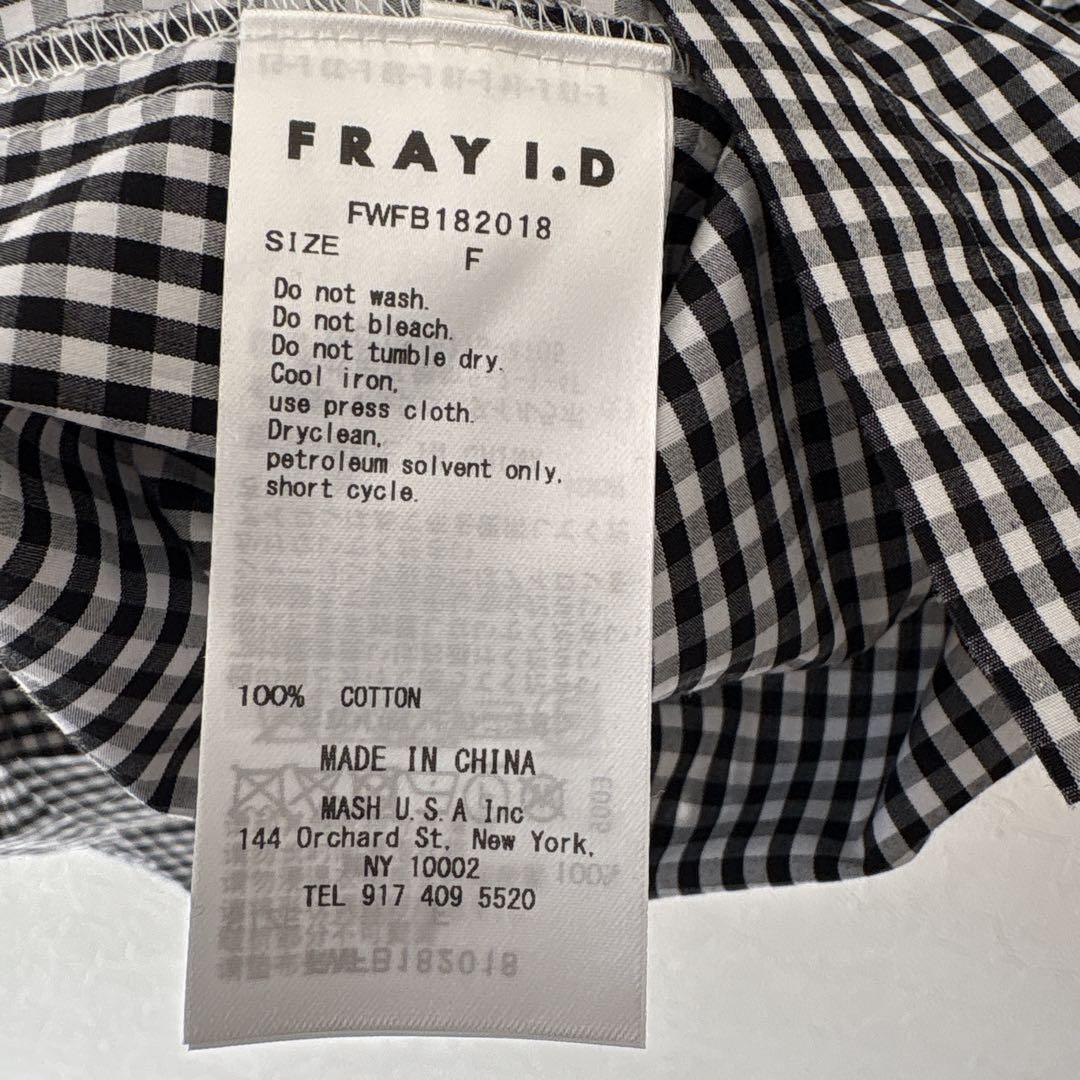 FRAY I.D
FWFB182018
SIZE F
Do not wash.
Do not bleach.
Do not tumble dry.
Cool iron,
use press cloth.
Dryclean,
petroleum solvent only,
short cycle.
100% COTTON
MADE IN CHINA
MASH U.S.A Inc
144 Orchard St, New York,
NY 10002
TEL 917 409 5520
FWFB182018